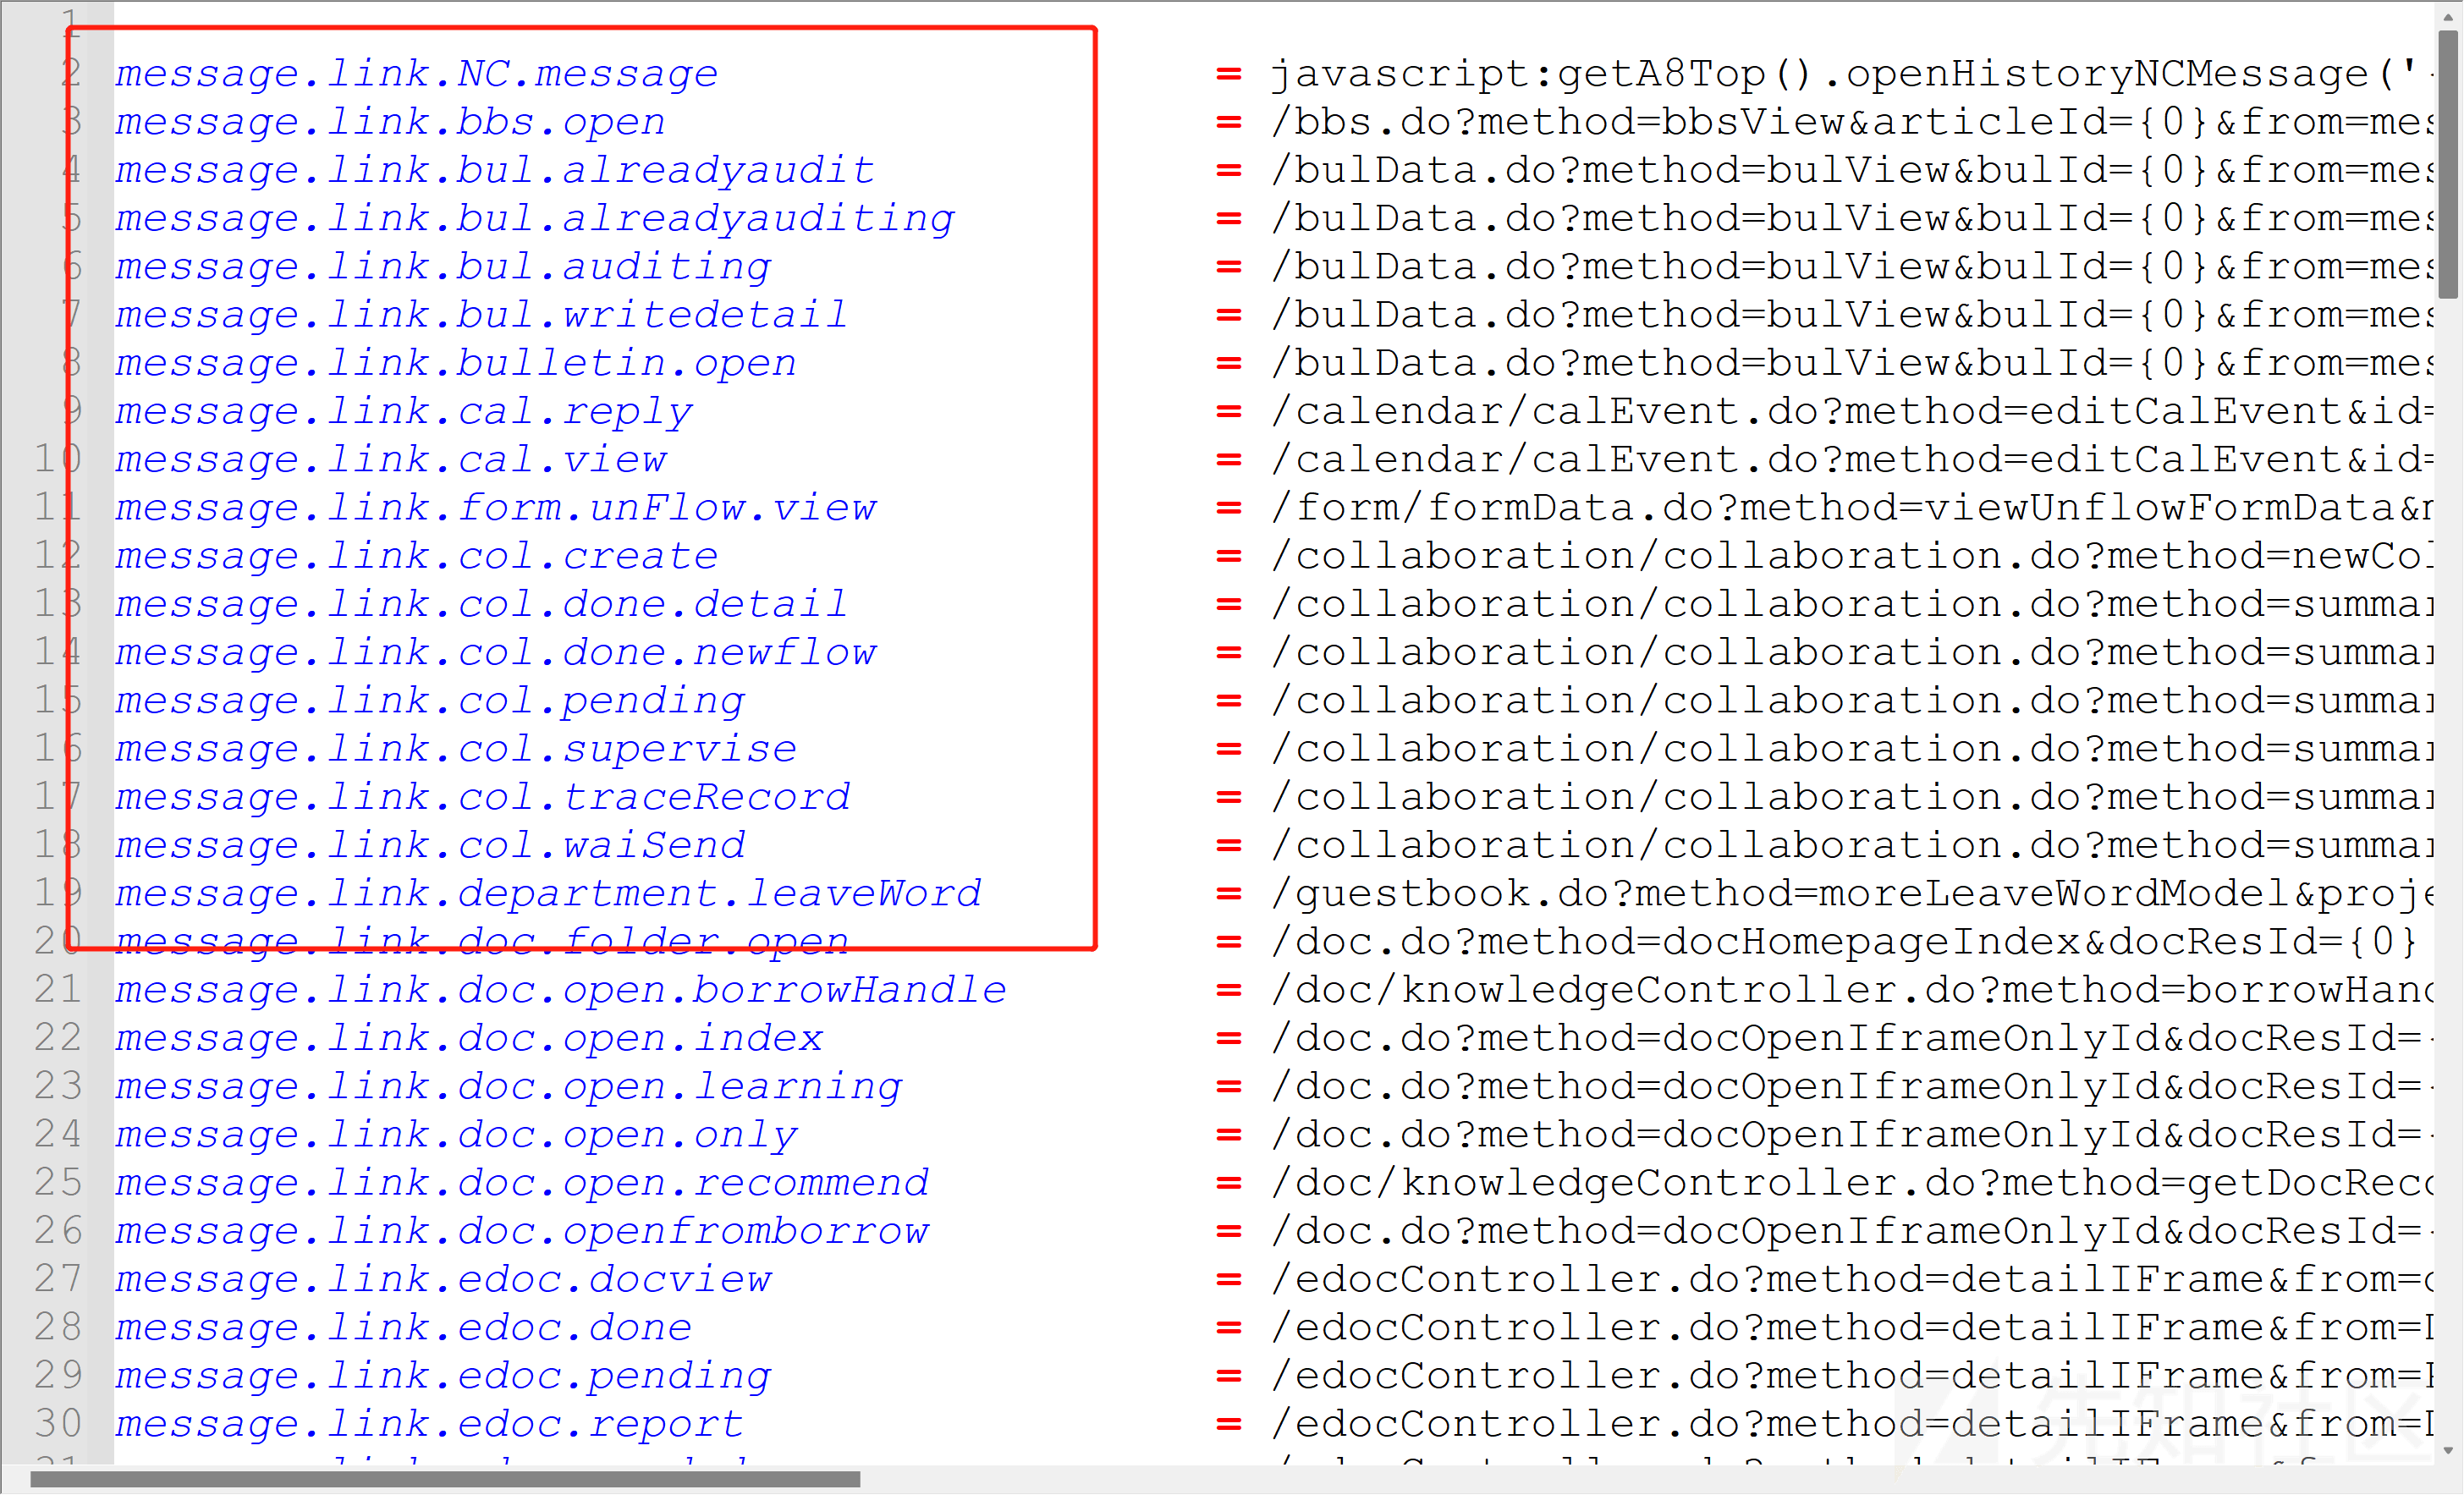 1
2 message.link.NC.message = javascript:getA8Top().openHistoryNCMessage('
3 message.link.bbs.open = /bbs.do?method=bbsView&articleId={0}&from=mes
4 message.link.bul.alreadyaudit = /bulData.do?method=bulView&bulId={0}&from=mes
5 message.link.bul.alreadyauditing = /bulData.do?method=bulView&bulId={0}&from=mes
6 message.link.bul.auditing = /bulData.do?method=bulView&bulId={0}&from=mes
7 message.link.bul.writedetail = /bulData.do?method=bulView&bulId={0}&from=mes
8 message.link.bulletin.open = /bulData.do?method=bulView&bulId={0}&from=mes
9 message.link.cal.reply = /calendar/calEvent.do?method=editCalEvent&id=
10 message.link.cal.view = /calendar/calEvent.do?method=editCalEvent&id=
11 message.link.form.unFlow.view = /form/formData.do?method=viewUnflowFormData&
12 message.link.col.create = /collaboration/collaboration.do?method=newCol
13 message.link.col.done.detail = /collaboration/collaboration.do?method=summar
14 message.link.col.done.newflow = /collaboration/collaboration.do?method=summar
15 message.link.col.pending = /collaboration/collaboration.do?method=summar
16 message.link.col.supervise = /collaboration/collaboration.do?method=summar
17 message.link.col.traceRecord = /collaboration/collaboration.do?method=summar
18 message.link.col.waiSend = /collaboration/collaboration.do?method=summar
19 message.link.department.leaveWord = /guestbook.do?method=moreLeaveWordModel&proje
20 message.link.doc.folder.open = /doc.do?method=docHomepageIndex&docResId={0}
21 message.link.doc.open.borrowHandle = /doc/knowledgeController.do?method=borrowHand
22 message.link.doc.open.index = /doc.do?method=docOpenIframeOnlyId&docResId=
23 message.link.doc.open.learning = /doc.do?method=docOpenIframeOnlyId&docResId=
24 message.link.doc.open.only = /doc.do?method=docOpenIframeOnlyId&docResId=
25 message.link.doc.open.recommend = /doc/knowledgeController.do?method=getDocReco
26 message.link.doc.openfromborrow = /doc.do?method=docOpenIframeOnlyId&docResId=
27 message.link.edoc.docview = /edocController.do?method=detailIFrame&from=
28 message.link.edoc.done = /edocController.do?method=detailIFrame&from=
29 message.link.edoc.pending = /edocController.do?method=detailIFrame&from=
30 message.link.edoc.report = /edocController.do?method=detailIFrame&from=
先知社区